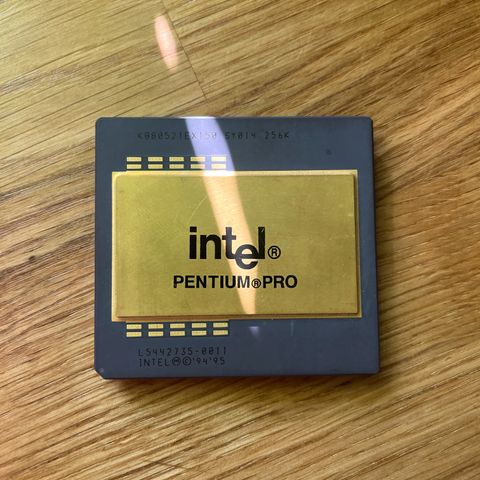 KB80521EX150 SY014 256K
intel®
PENTIUM®PRO
L5442735-0011
INTEL Ⓜ©'94'95